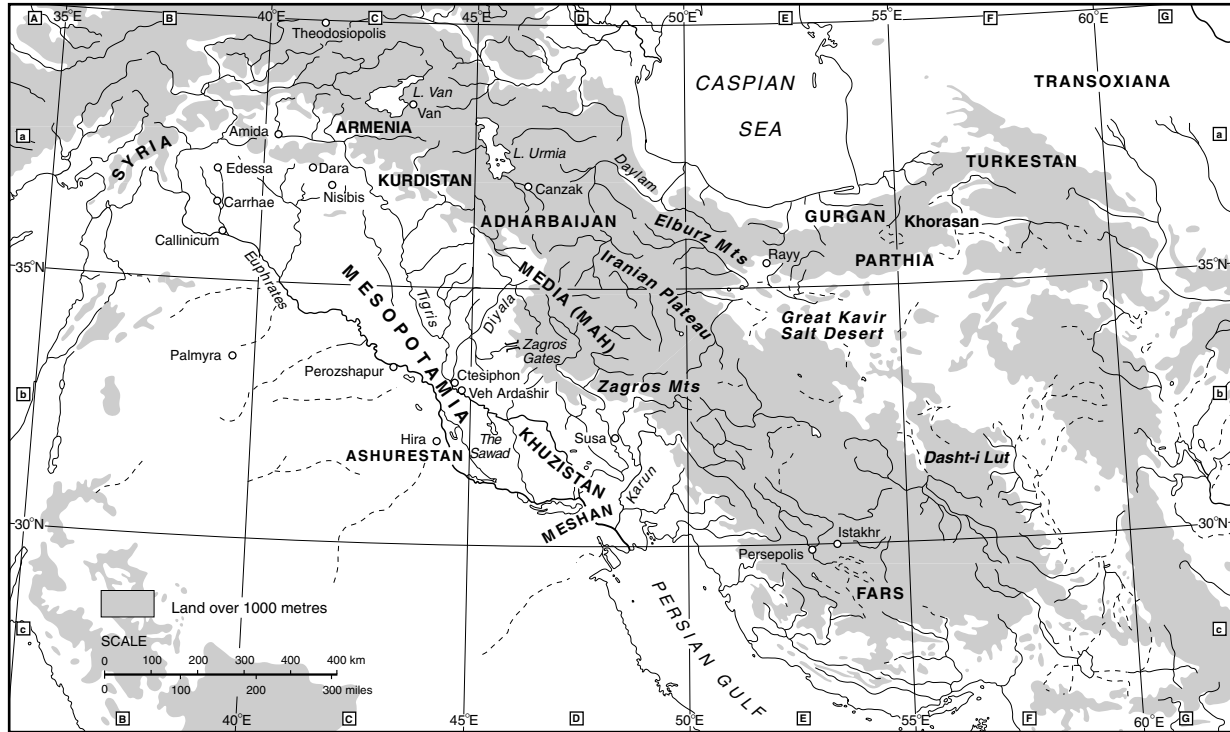 A
35°E
B
40°E
C
45°E
D
50°E
E
55°E
F
60°E
G
Theodosiopolis
CASPIAN
SEA
TRANSOXIANA
L. Van
Van
a
Amida
ARMENIA
a
SYRIA
L. Urmia
TURKESTAN
Edessa
Dara
Daylam
KURDISTAN
Nisibis
Canzak
Carrhae
ADHARBAIJAN
Elburz Mts
GURGAN
Khorasan
Callinicum
Rayy
PARTHIA
35°N
Euphrates
MESOPOTAMIA
Tigris
Diyala
MEDIA (MAH)
Iranian Plateau
35°N
Great Kavir
Salt Desert
Palmyra
Zagros
Gates
Perozshapur
Ctesiphon
Veh Ardashir
Zagros Mts
b
b
Hira
The
Sawad
Susa
ASHURESTAN
KHUZISTAN
Karun
Dasht-i Lut
30°N
MESHAN
30°N
Istakhr
Persepolis
FARS
PERSIAN GULF
Land over 1000 metres
c
c
SCALE
0
100
200
300
400
400 km
0
100
200
300 miles
B
40°E
C
45°E
D
50°E
E
55°E
F
60°E
G